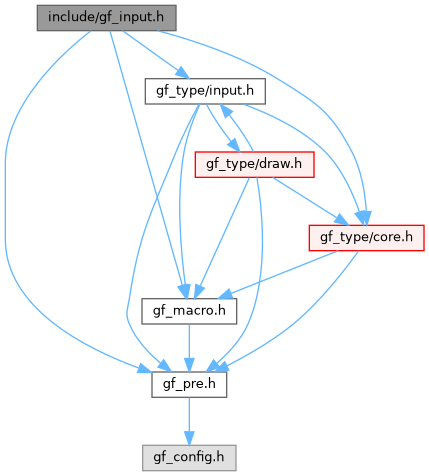 include/gf_input.h
gf_type/input.h
gf_type/draw.h
gf_type/core.h
gf_macro.h
gf_pre.h
gf_config.h